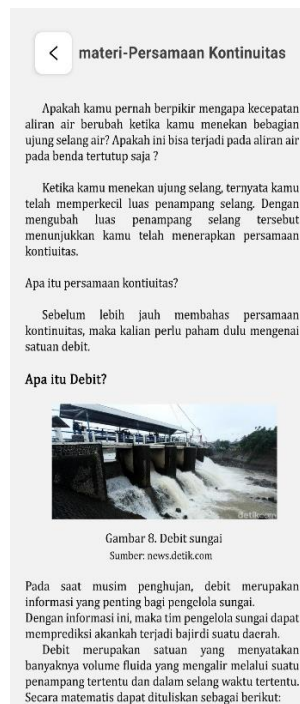 materi-Persamaan Kontinuitas
Apakah kamu pernah berpikir mengapa kecepatan
aliran air berubah ketika kamu menekan bebagian
ujung selang air? Apakah ini bisa terjadi pada aliran air
pada benda tertutup saja ?
Ketika kamu menekan ujung selang, ternyata kamu
telah memperkecil luas penampang selang. Dengan
mengubah luas penampang selang tersebut
menunjukkan kamu telah menerapkan persamaan
kontiuitas.
Apa itu persamaan kontiuitas?
Sebelum lebih jauh membahas persamaan
kontinuitas, maka kalian perlu paham dulu mengenai
satuan debit.
Apa itu Debit?
detikcom
Gambar 8. Debit sungai
Sumber: news.detik.com
Pada saat musim penghujan, debit merupakan
informasi yang penting bagi pengelola sungai.
Dengan informasi ini, maka tim pengelola sungai dapat
memprediksi akankah terjadi bajirdi suatu daerah.
Debit merupakan satuan yang menyatakan
banyaknya volume fluida yang mengalir melalui suatu
penampang tertentu dan dalam selang waktu tertentu.
Secara matematis dapat dituliskan sebagai berikut: